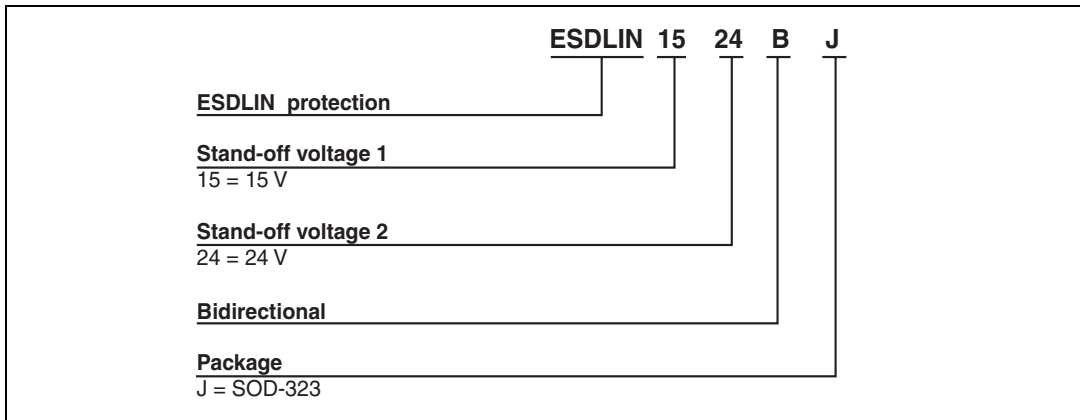 ESDLIN 15 24 B J
ESDLIN protection
Stand-off voltage 1
15 = 15 V
Stand-off voltage 2
24 = 24 V
Bidirectional
Package
J = SOD-323